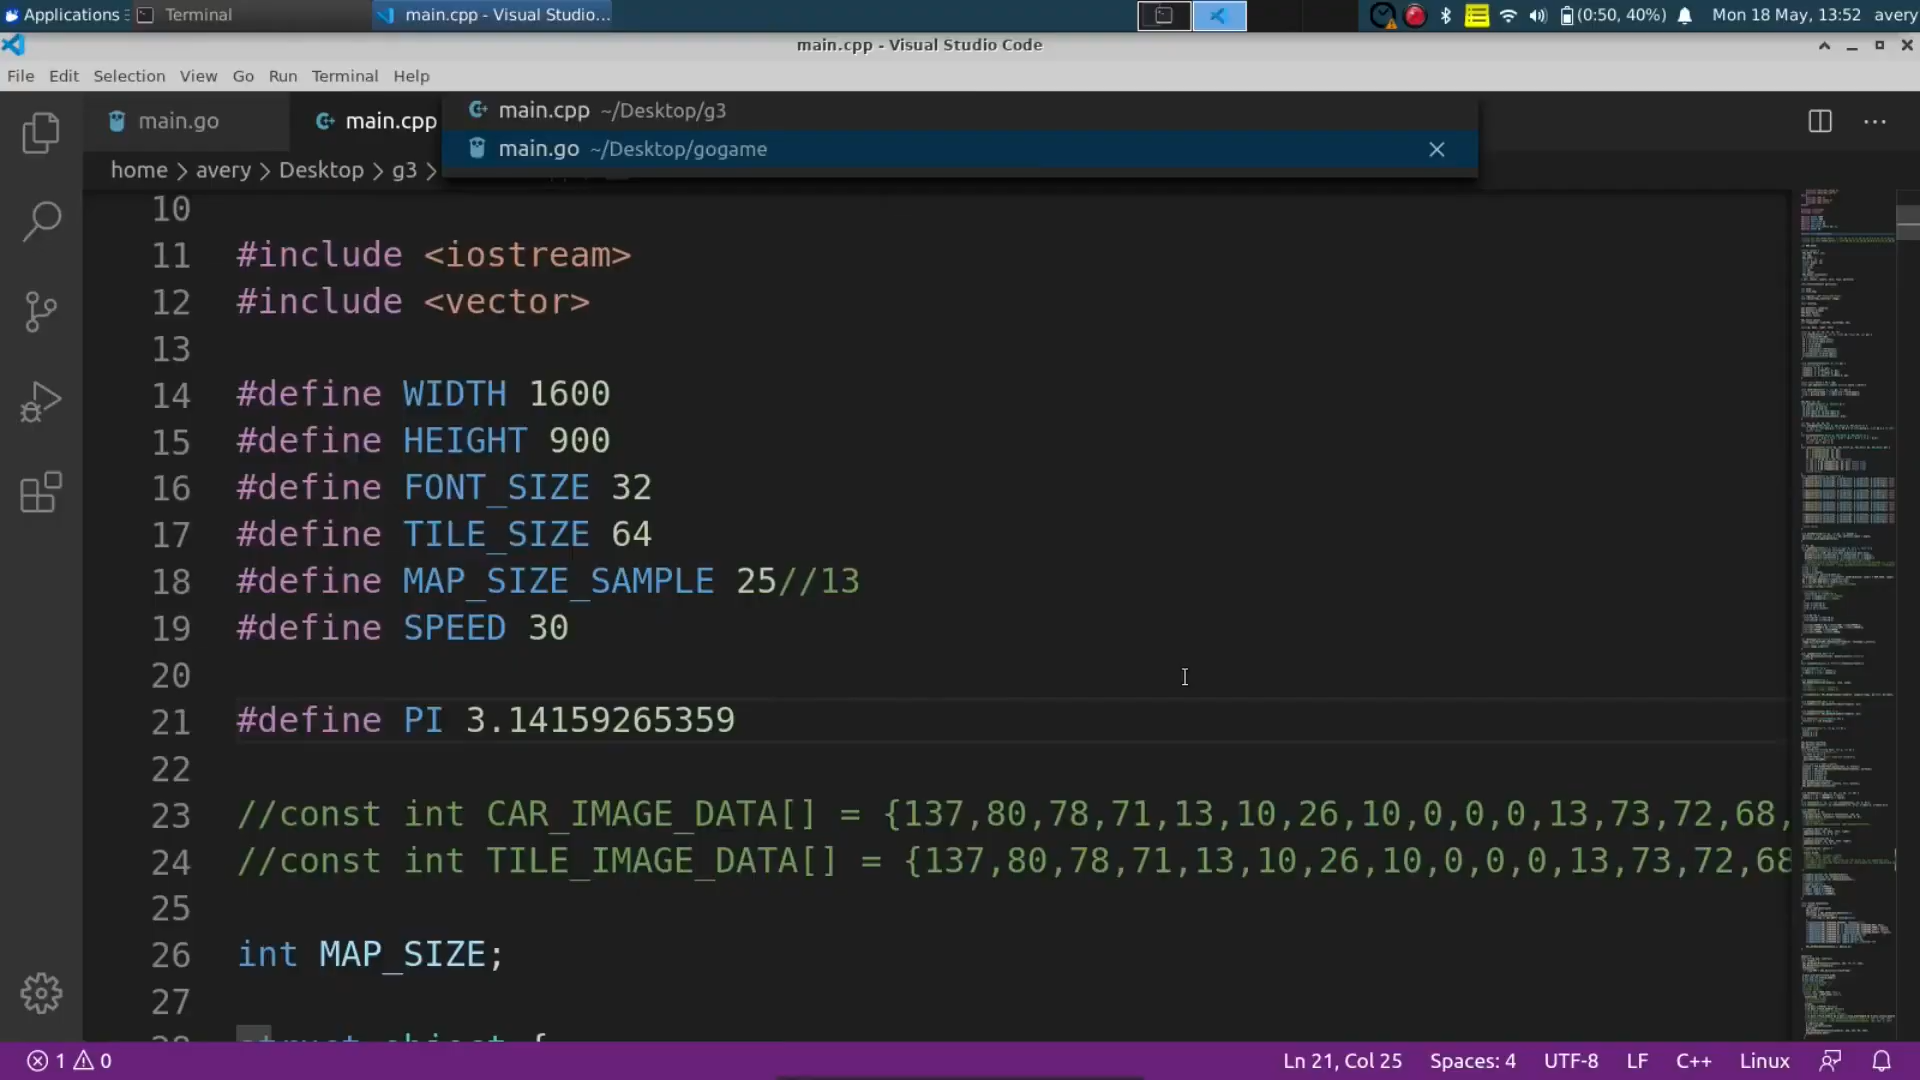 Applications Terminal main.cpp - Visual Studio... (0:50, 40%) Mon 18 May, 13:52 avery
main.cpp - Visual Studio Code
File Edit Selection View Go Run Terminal Help
main.go main.cpp
main.cpp ~/Desktop/g3
main.go ~/Desktop/gogame
home > avery > Desktop > g3 >
10
11 #include <iostream>
12 #include <vector>
13
14 #define WIDTH 1600
15 #define HEIGHT 900
16 #define FONT_SIZE 32
17 #define TILE_SIZE 64
18 #define MAP_SIZE_SAMPLE 25//13
19 #define SPEED 30
20
21 #define PI 3.14159265359
22
23 //const int CAR_IMAGE_DATA[] = {137,80,78,71,13,10,26,10,0,0,0,13,73,72,68,
24 //const int TILE_IMAGE_DATA[] = {137,80,78,71,13,10,26,10,0,0,0,13,73,72,68
25
26 int MAP_SIZE;
27
28 struct object {
1 0 Ln 21, Col 25 Spaces: 4 UTF-8 LF C++ Linux